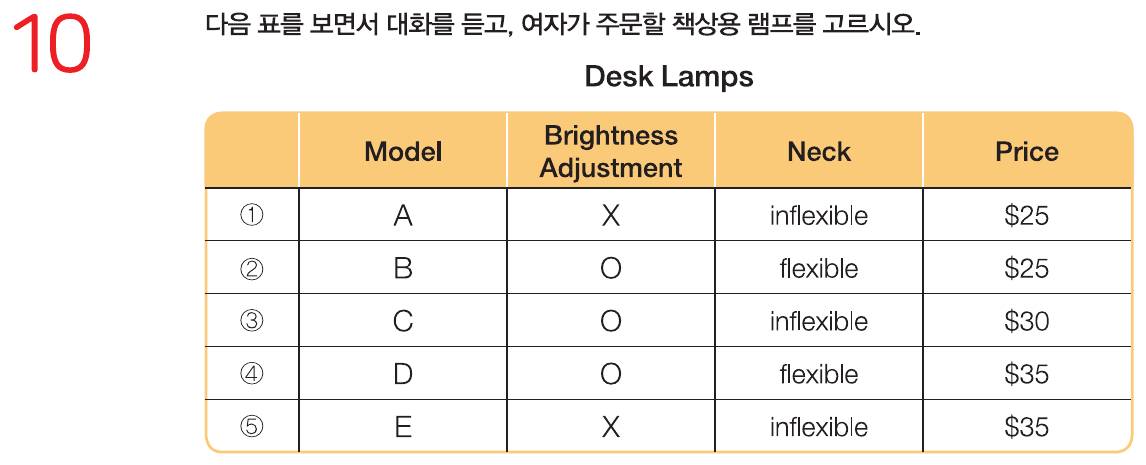 10
다음 표를 보면서 대화를 듣고, 여자가 주문할 책상용 램프를 고르시오.
Desk Lamps
Model Brightness Adjustment Neck Price
① A X inflexible $25
② B O flexible $25
③ C O inflexible $30
④ D O flexible $35
⑤ E X inflexible $35